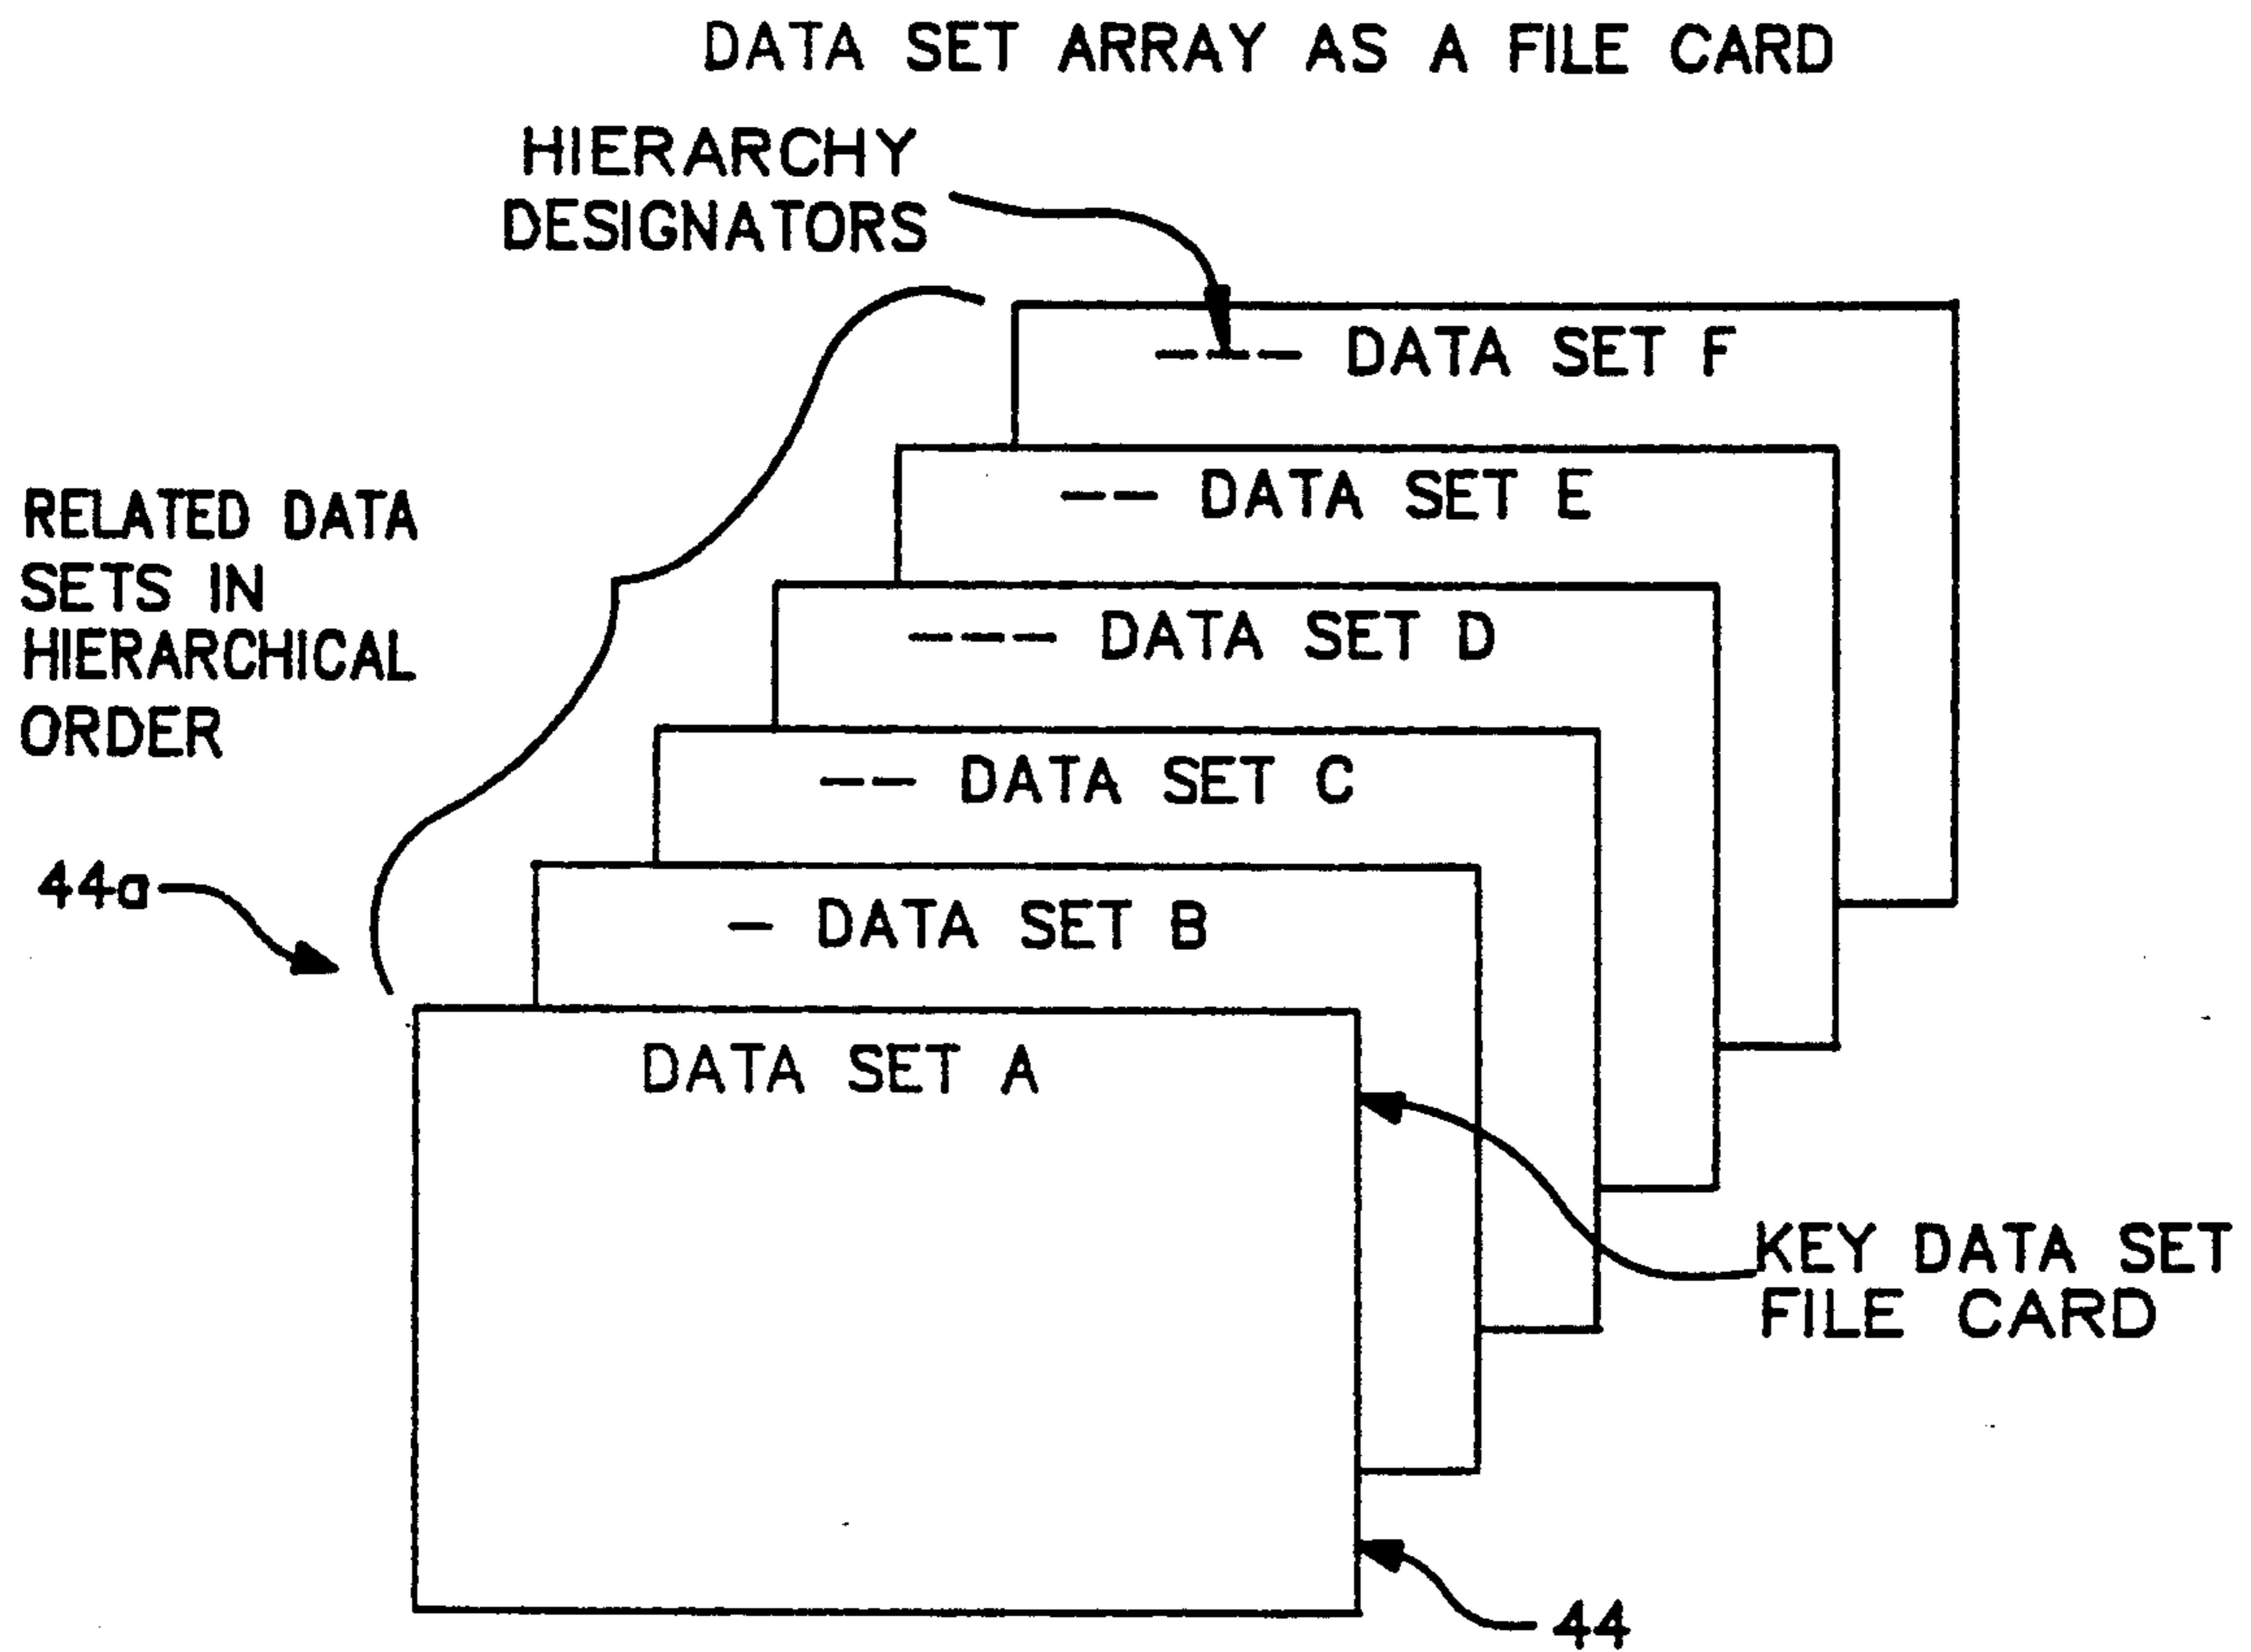 DATA SET ARRAY AS A FILE CARD
HIERARCHY
DESIGNATORS
--- DATA SET F
-- DATA SET E
RELATED DATA
SETS IN
HIERARCHICAL
ORDER
--- DATA SET D
-- DATA SET C
44a
- DATA SET B
DATA SET A
KEY DATA SET
FILE CARD
44